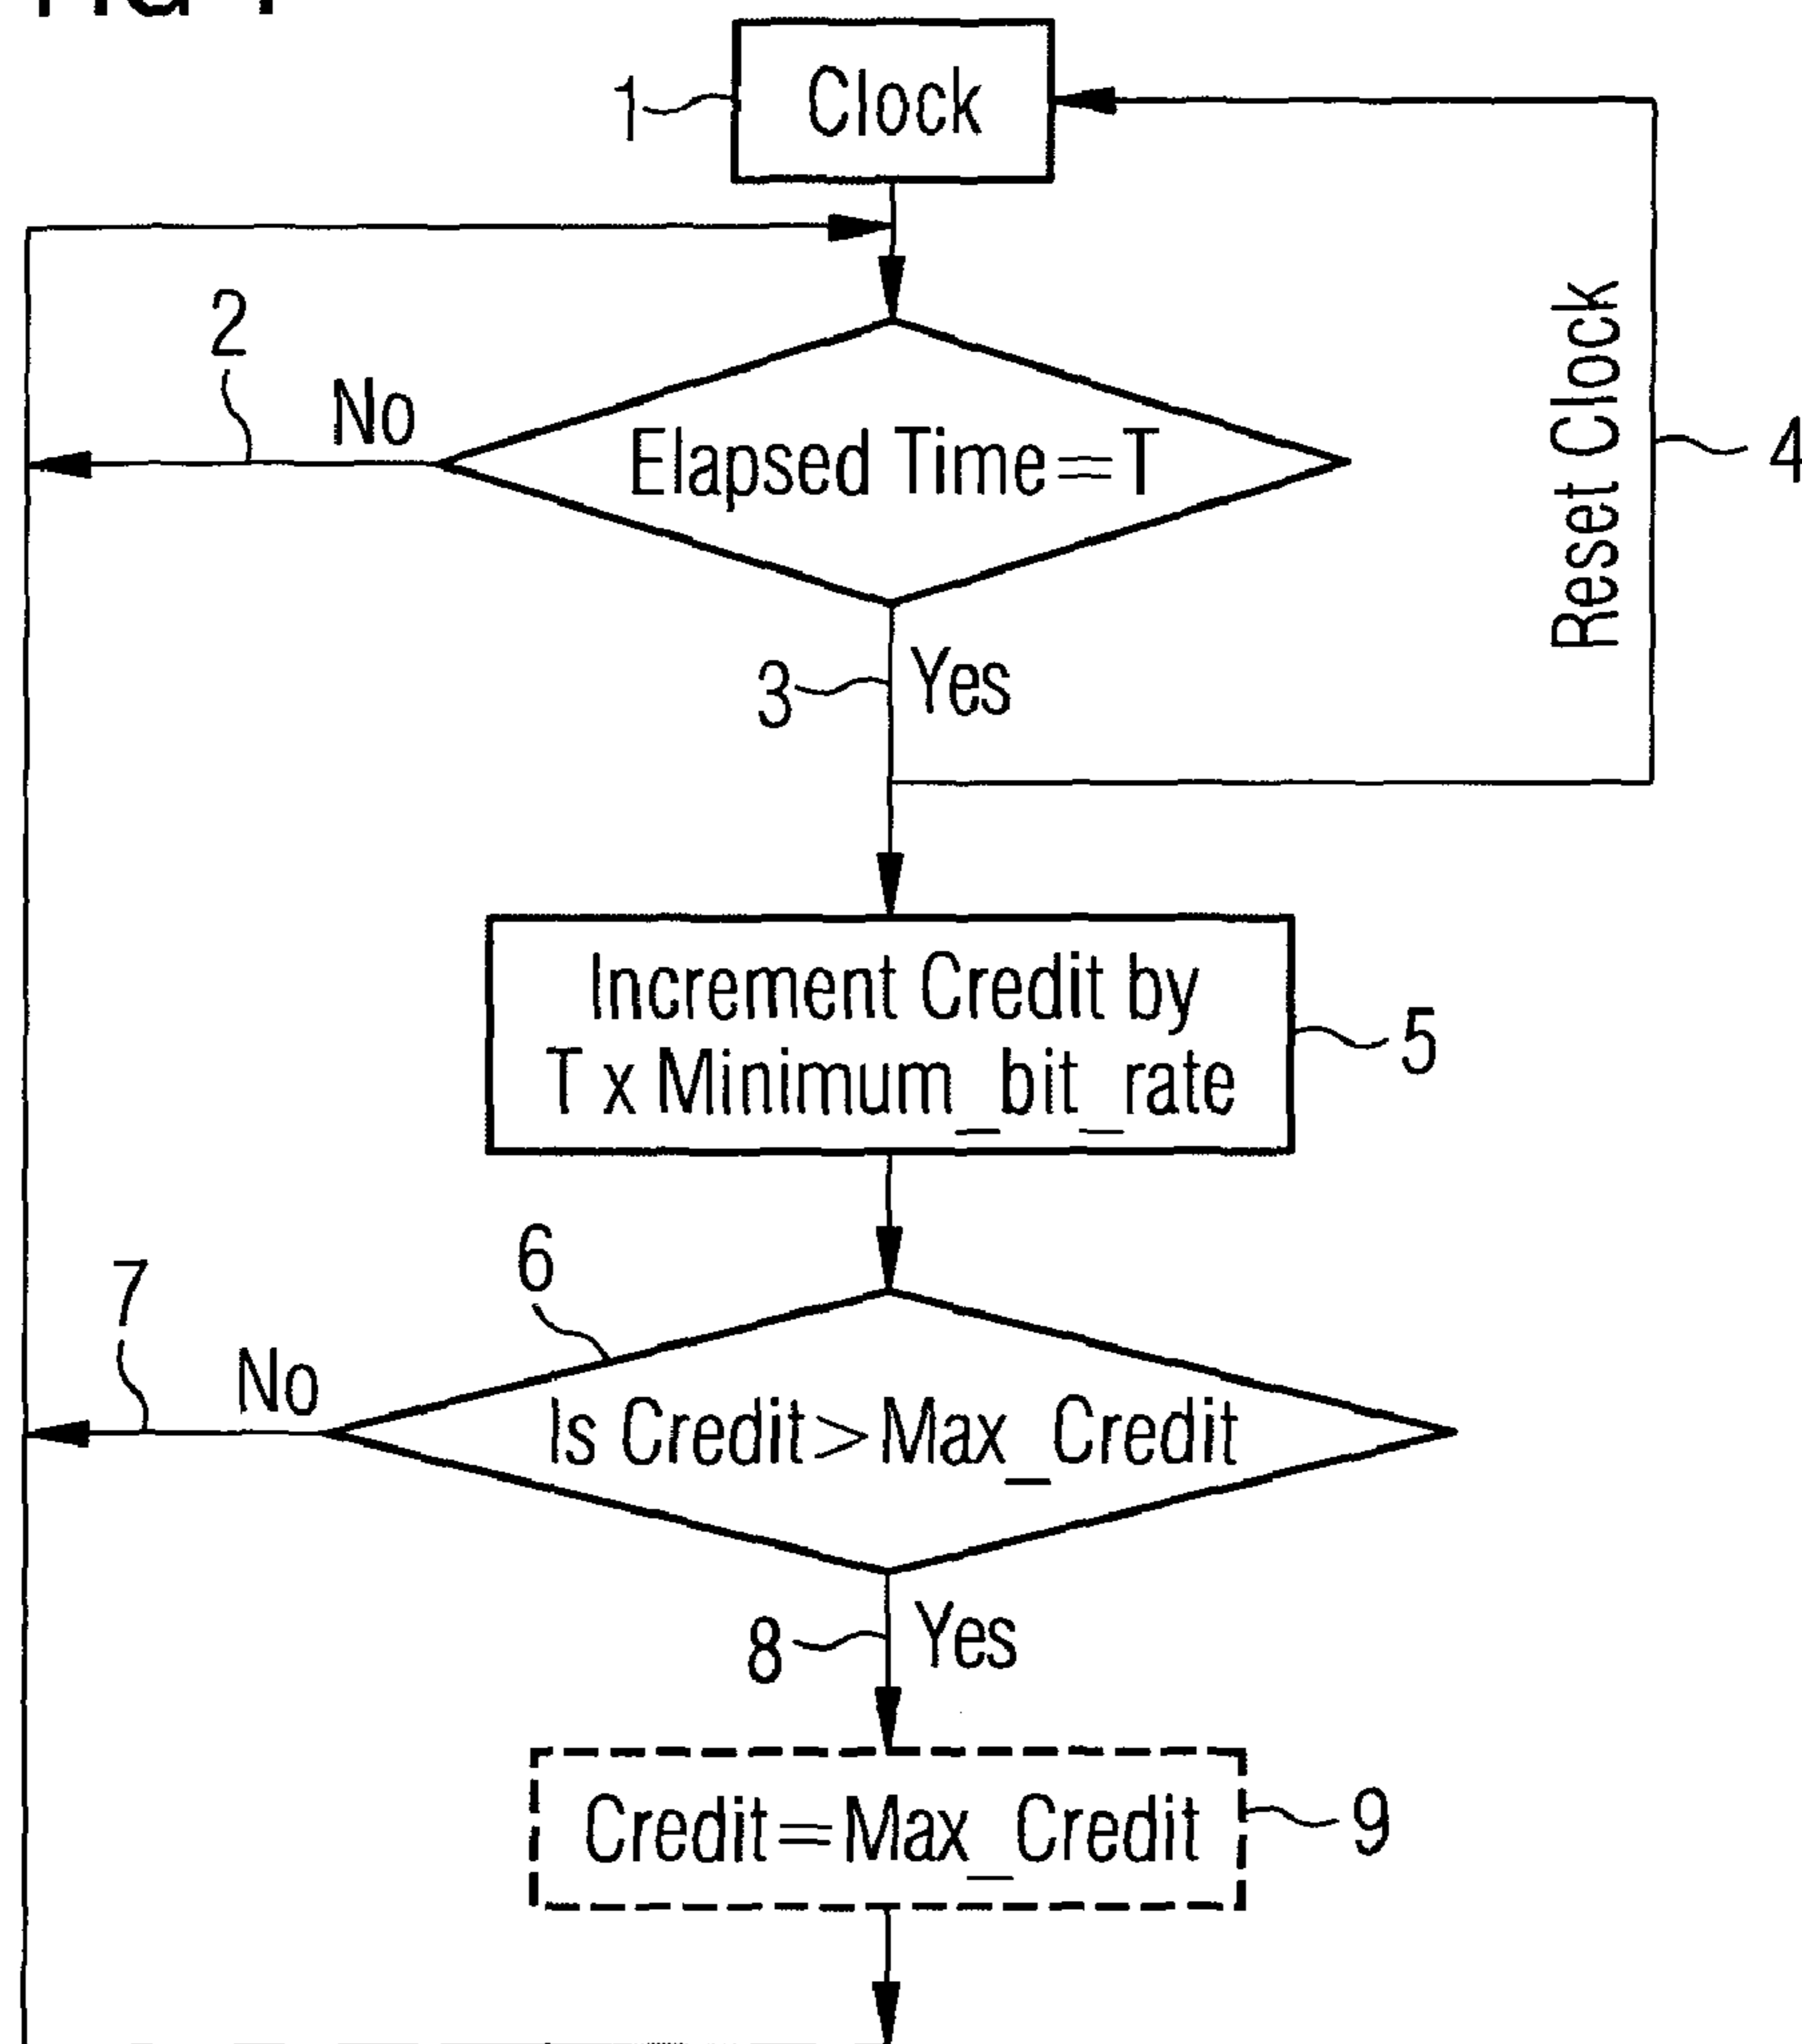 1
Clock
2
No
Elapsed Time==T
Reset Clock
4
3
Yes
Increment Credit by
T x Minimum_bit_rate
5
6
7
No
Is Credit>Max_Credit
8
Yes
Credit=Max_Credit
9